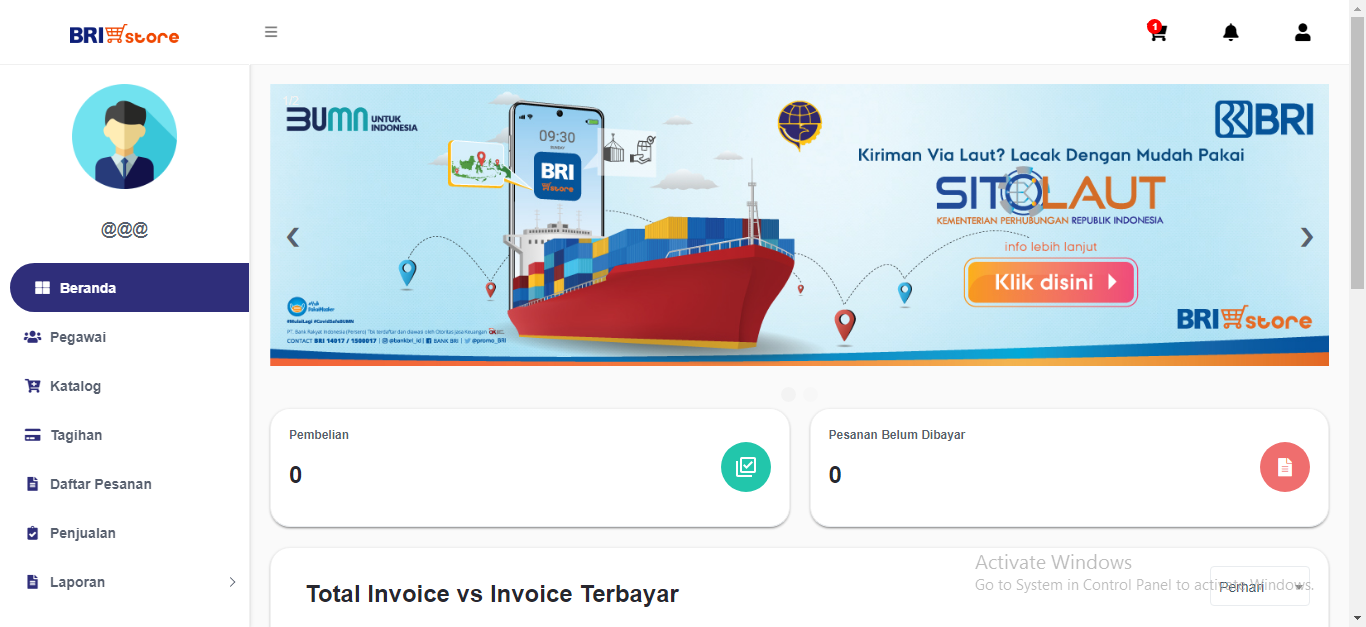 BRI store
1
@@@
Beranda
Pegawai
Katalog
Tagihan
Daftar Pesanan
Penjualan
Laporan
1/2
BUMN UNTUK
INDONESIA
09:30
BRI
store
BRI
Kiriman Via Laut? Lacak Dengan Mudah Pakai
SITOLAUT
KEMENTERIAN PERHUBUNGAN REPUBLIK INDONESIA
info lebih lanjut
Klik disini
BRI store
PT. Bank Rakyat Indonesia (Persero) Tbk terdaftar dan diawasi oleh Otoritas Jasa Keuangan
CONTACT BRI 14017 / 1500017 | @bankbri_id | BANK BRI | @promo_BRI
Pembelian
0
Pesanan Belum Dibayar
0
Total Invoice vs Invoice Terbayar
Perhari
Activate Windows
Go to System in Control Panel to activate Windows.